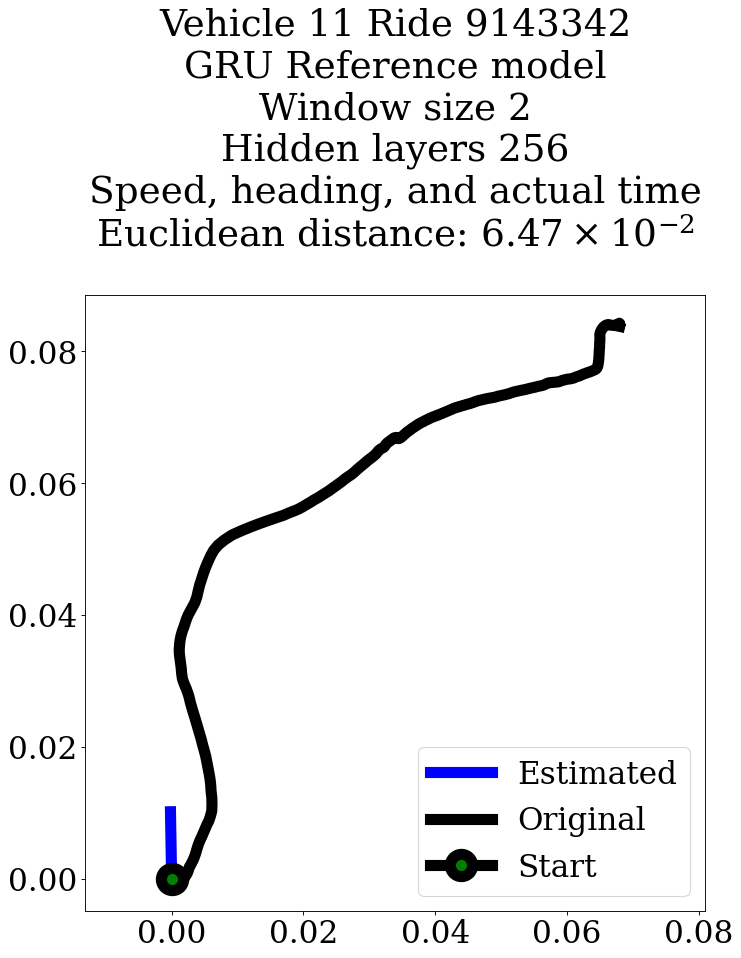 Vehicle 11 Ride 9143342
GRU Reference model
Window size 2
Hidden layers 256
Speed, heading, and actual time
Euclidean distance: 6.47 × 10⁻²
0.08
0.06
0.04
0.02
0.00
Estimated
Original
Start
0.00 0.02 0.04 0.06 0.08